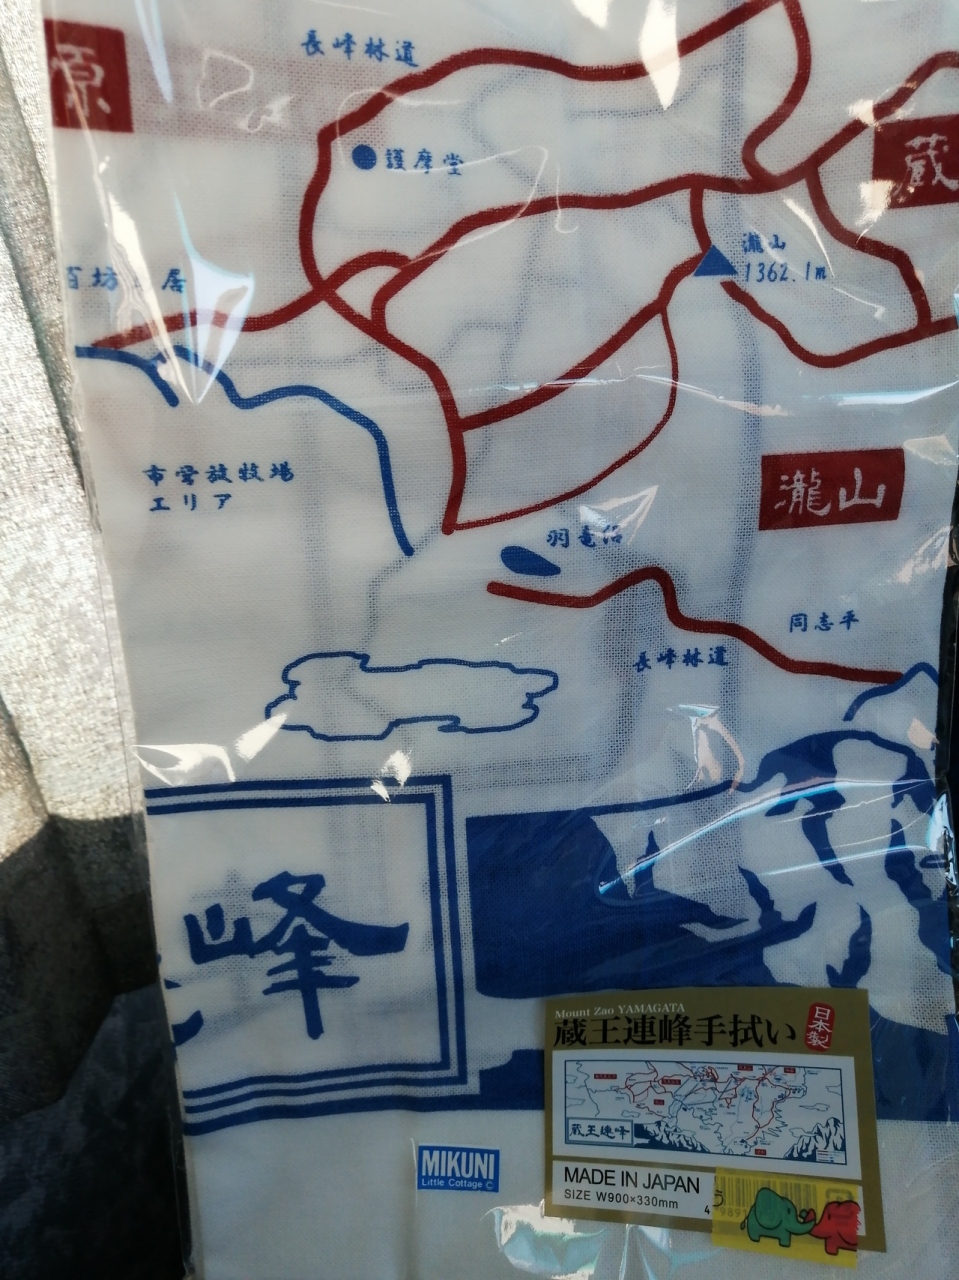 長峰林道
原
護摩堂
蔵
瀧山
1362.1m
百坊 居
市営放牧場
エリア
瀧山
羽竜沼
同志平
長峰林道
峰
Mount Zao YAMAGATA
蔵王連峰手拭い
日本製
蔵王連峰
MIKUNI
Little Cottage ©
MADE IN JAPAN
SIZE W900×330mm